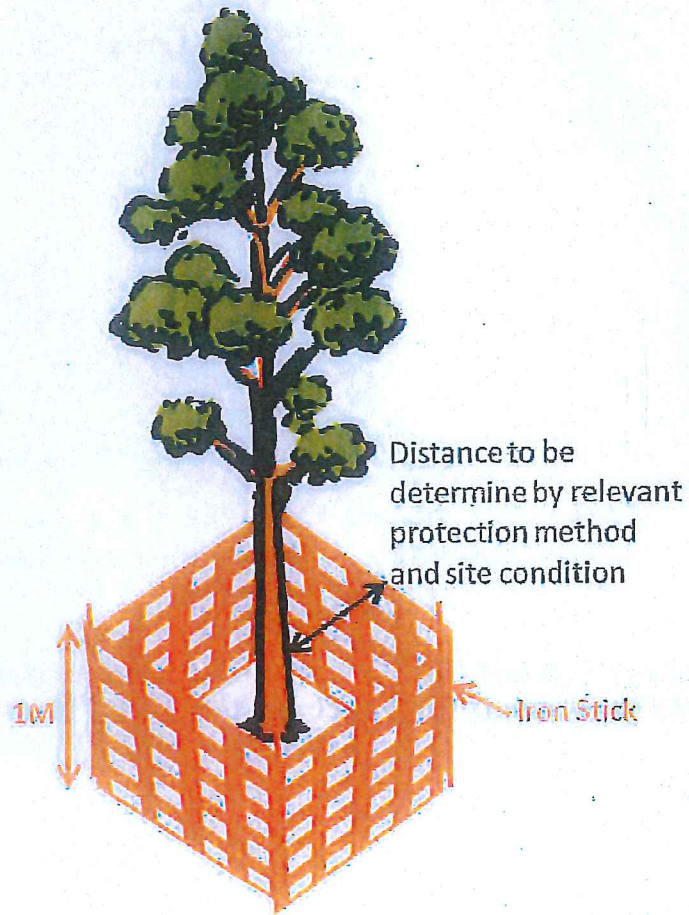 Distance to be
determine by relevant
protection method
and site condition
1M
Iron Stick